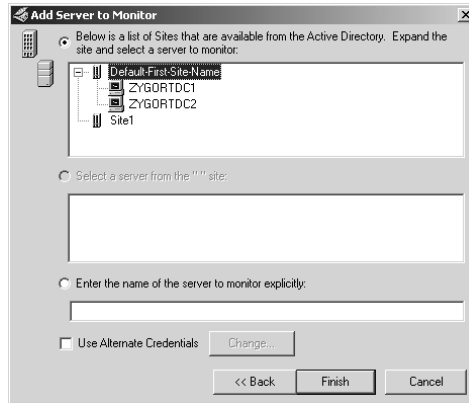 Add Server to Monitor
Below is a list of Sites that are available from the Active Directory. Expand the
site and select a server to monitor:
Default-First-Site-Name
ZYGORTDC1
ZYGORTDC2
Site1
Select a server from the " " site:
Enter the name of the server to monitor explicitly:
Use Alternate Credentials
Change...
<< Back
Finish
Cancel